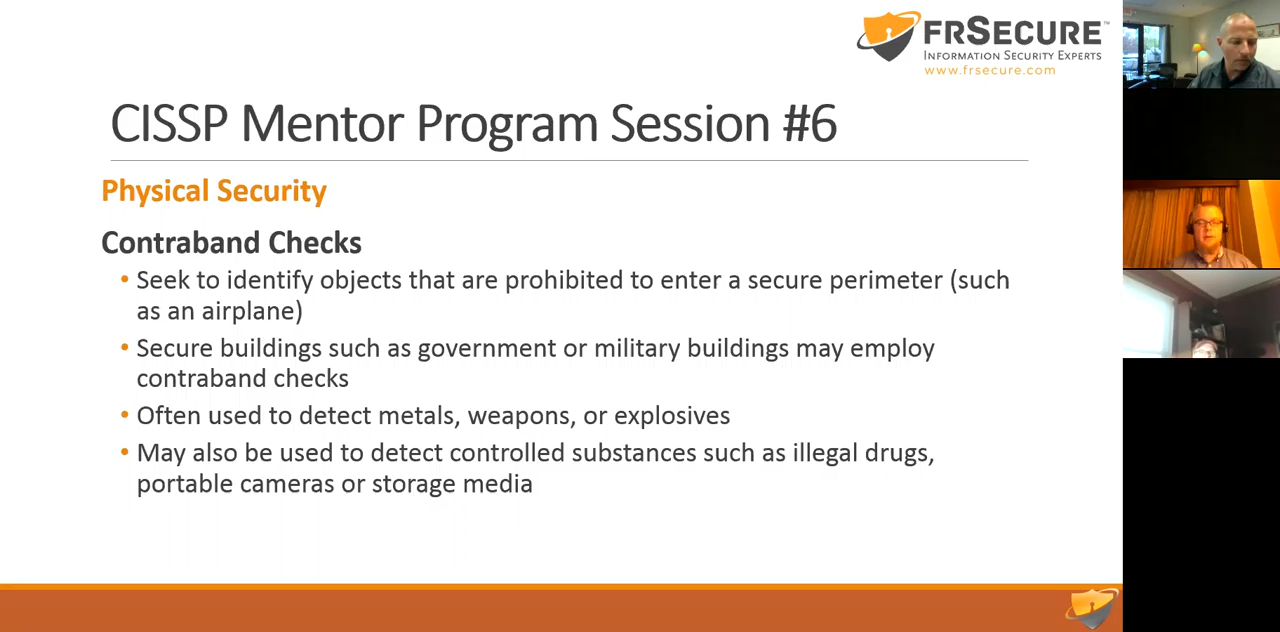 FRSECURE™
INFORMATION SECURITY EXPERTS
www.frsecure.com
CISSP Mentor Program Session #6
Physical Security
Contraband Checks
• Seek to identify objects that are prohibited to enter a secure perimeter (such
as an airplane)
• Secure buildings such as government or military buildings may employ
contraband checks
• Often used to detect metals, weapons, or explosives
• May also be used to detect controlled substances such as illegal drugs,
portable cameras or storage media